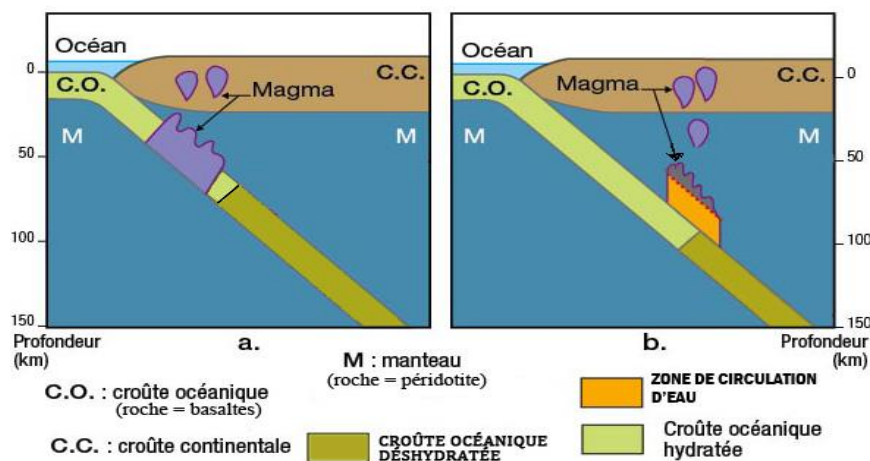 Océan
C.O.
C.C.
Magma
M
M
0
50
100
150
Profondeur
(km)
a.
Océan
C.O.
C.C.
Magma
M
M
0
50
100
150
Profondeur
(km)
b.
M : manteau
(roche = péridotite)
C.O. : croûte océanique
(roche = basaltes)
C.C. : croûte continentale
CROÛTE OCÉANIQUE
DÉSHYDRATÉE
ZONE DE CIRCULATION
D'EAU
Croûte océanique
hydratée